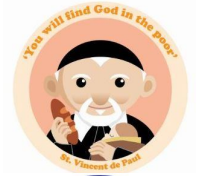 'You will find God in the poor'
St. Vincent de Paul